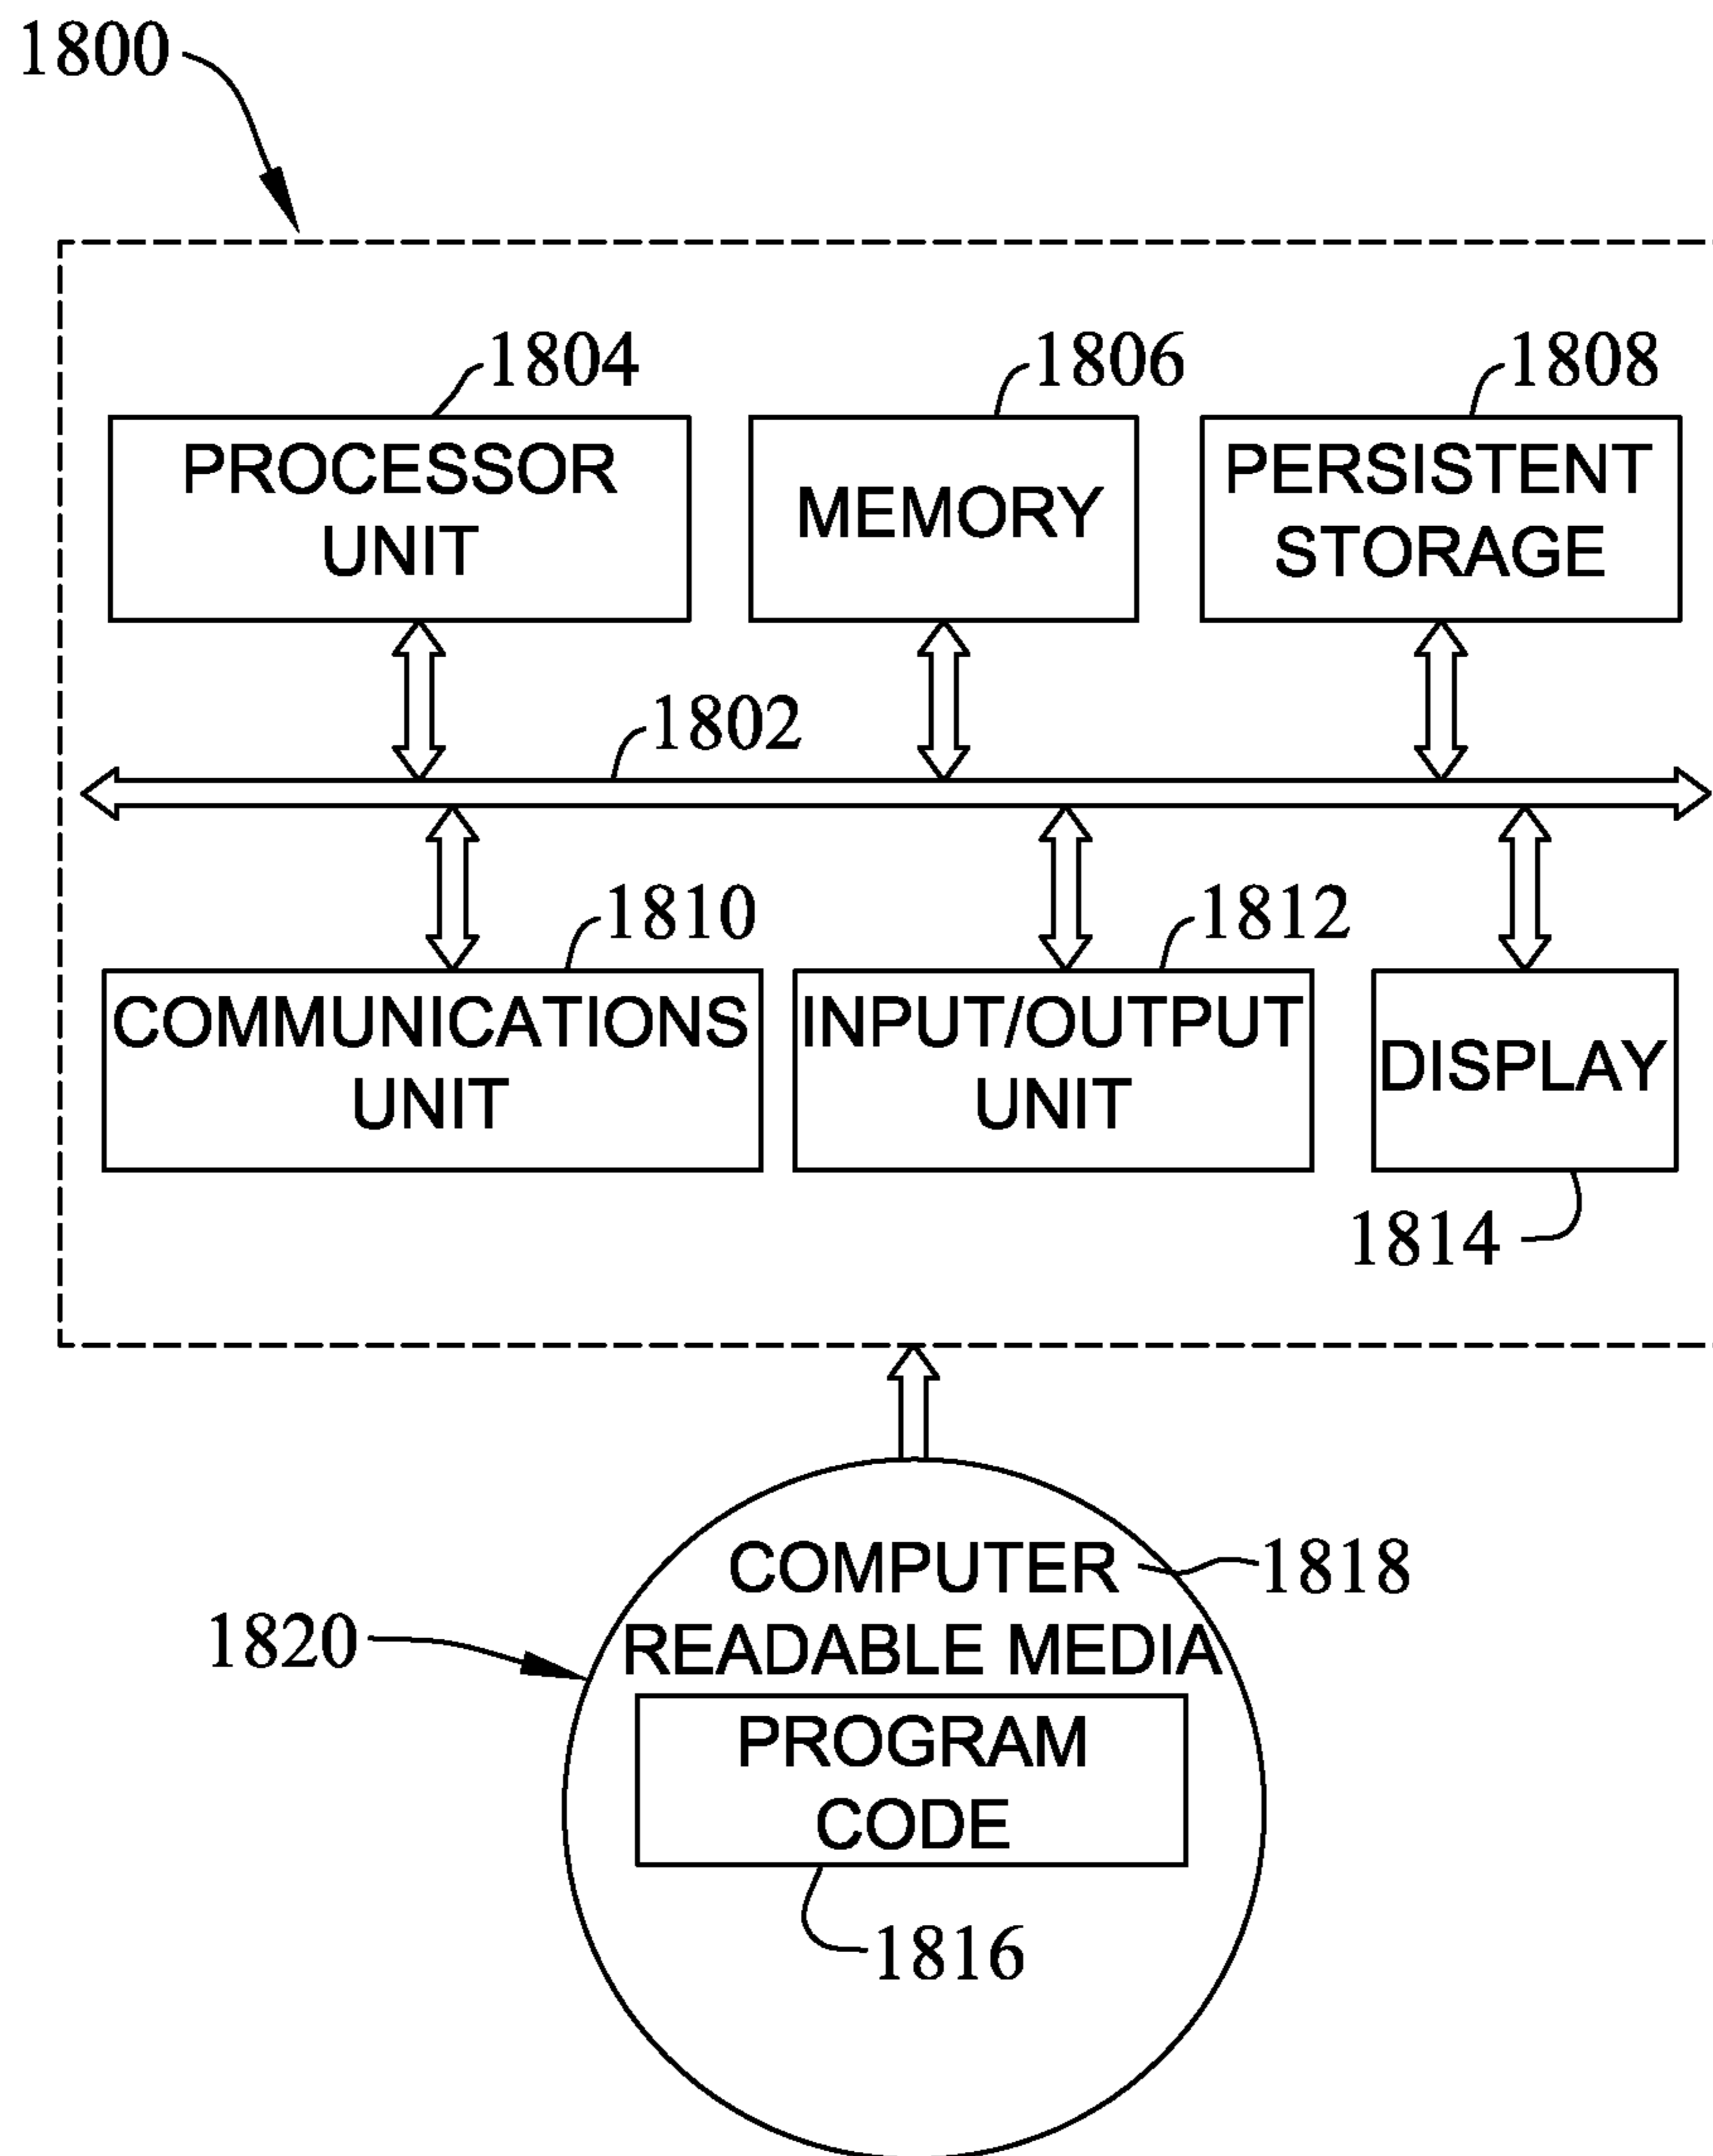 1800
1804
1806
1808
PROCESSOR
UNIT
MEMORY
PERSISTENT
STORAGE
1802
1810
1812
COMMUNICATIONS
UNIT
INPUT/OUTPUT
UNIT
DISPLAY
1814
COMPUTER
READABLE MEDIA
1818
1820
PROGRAM
CODE
1816